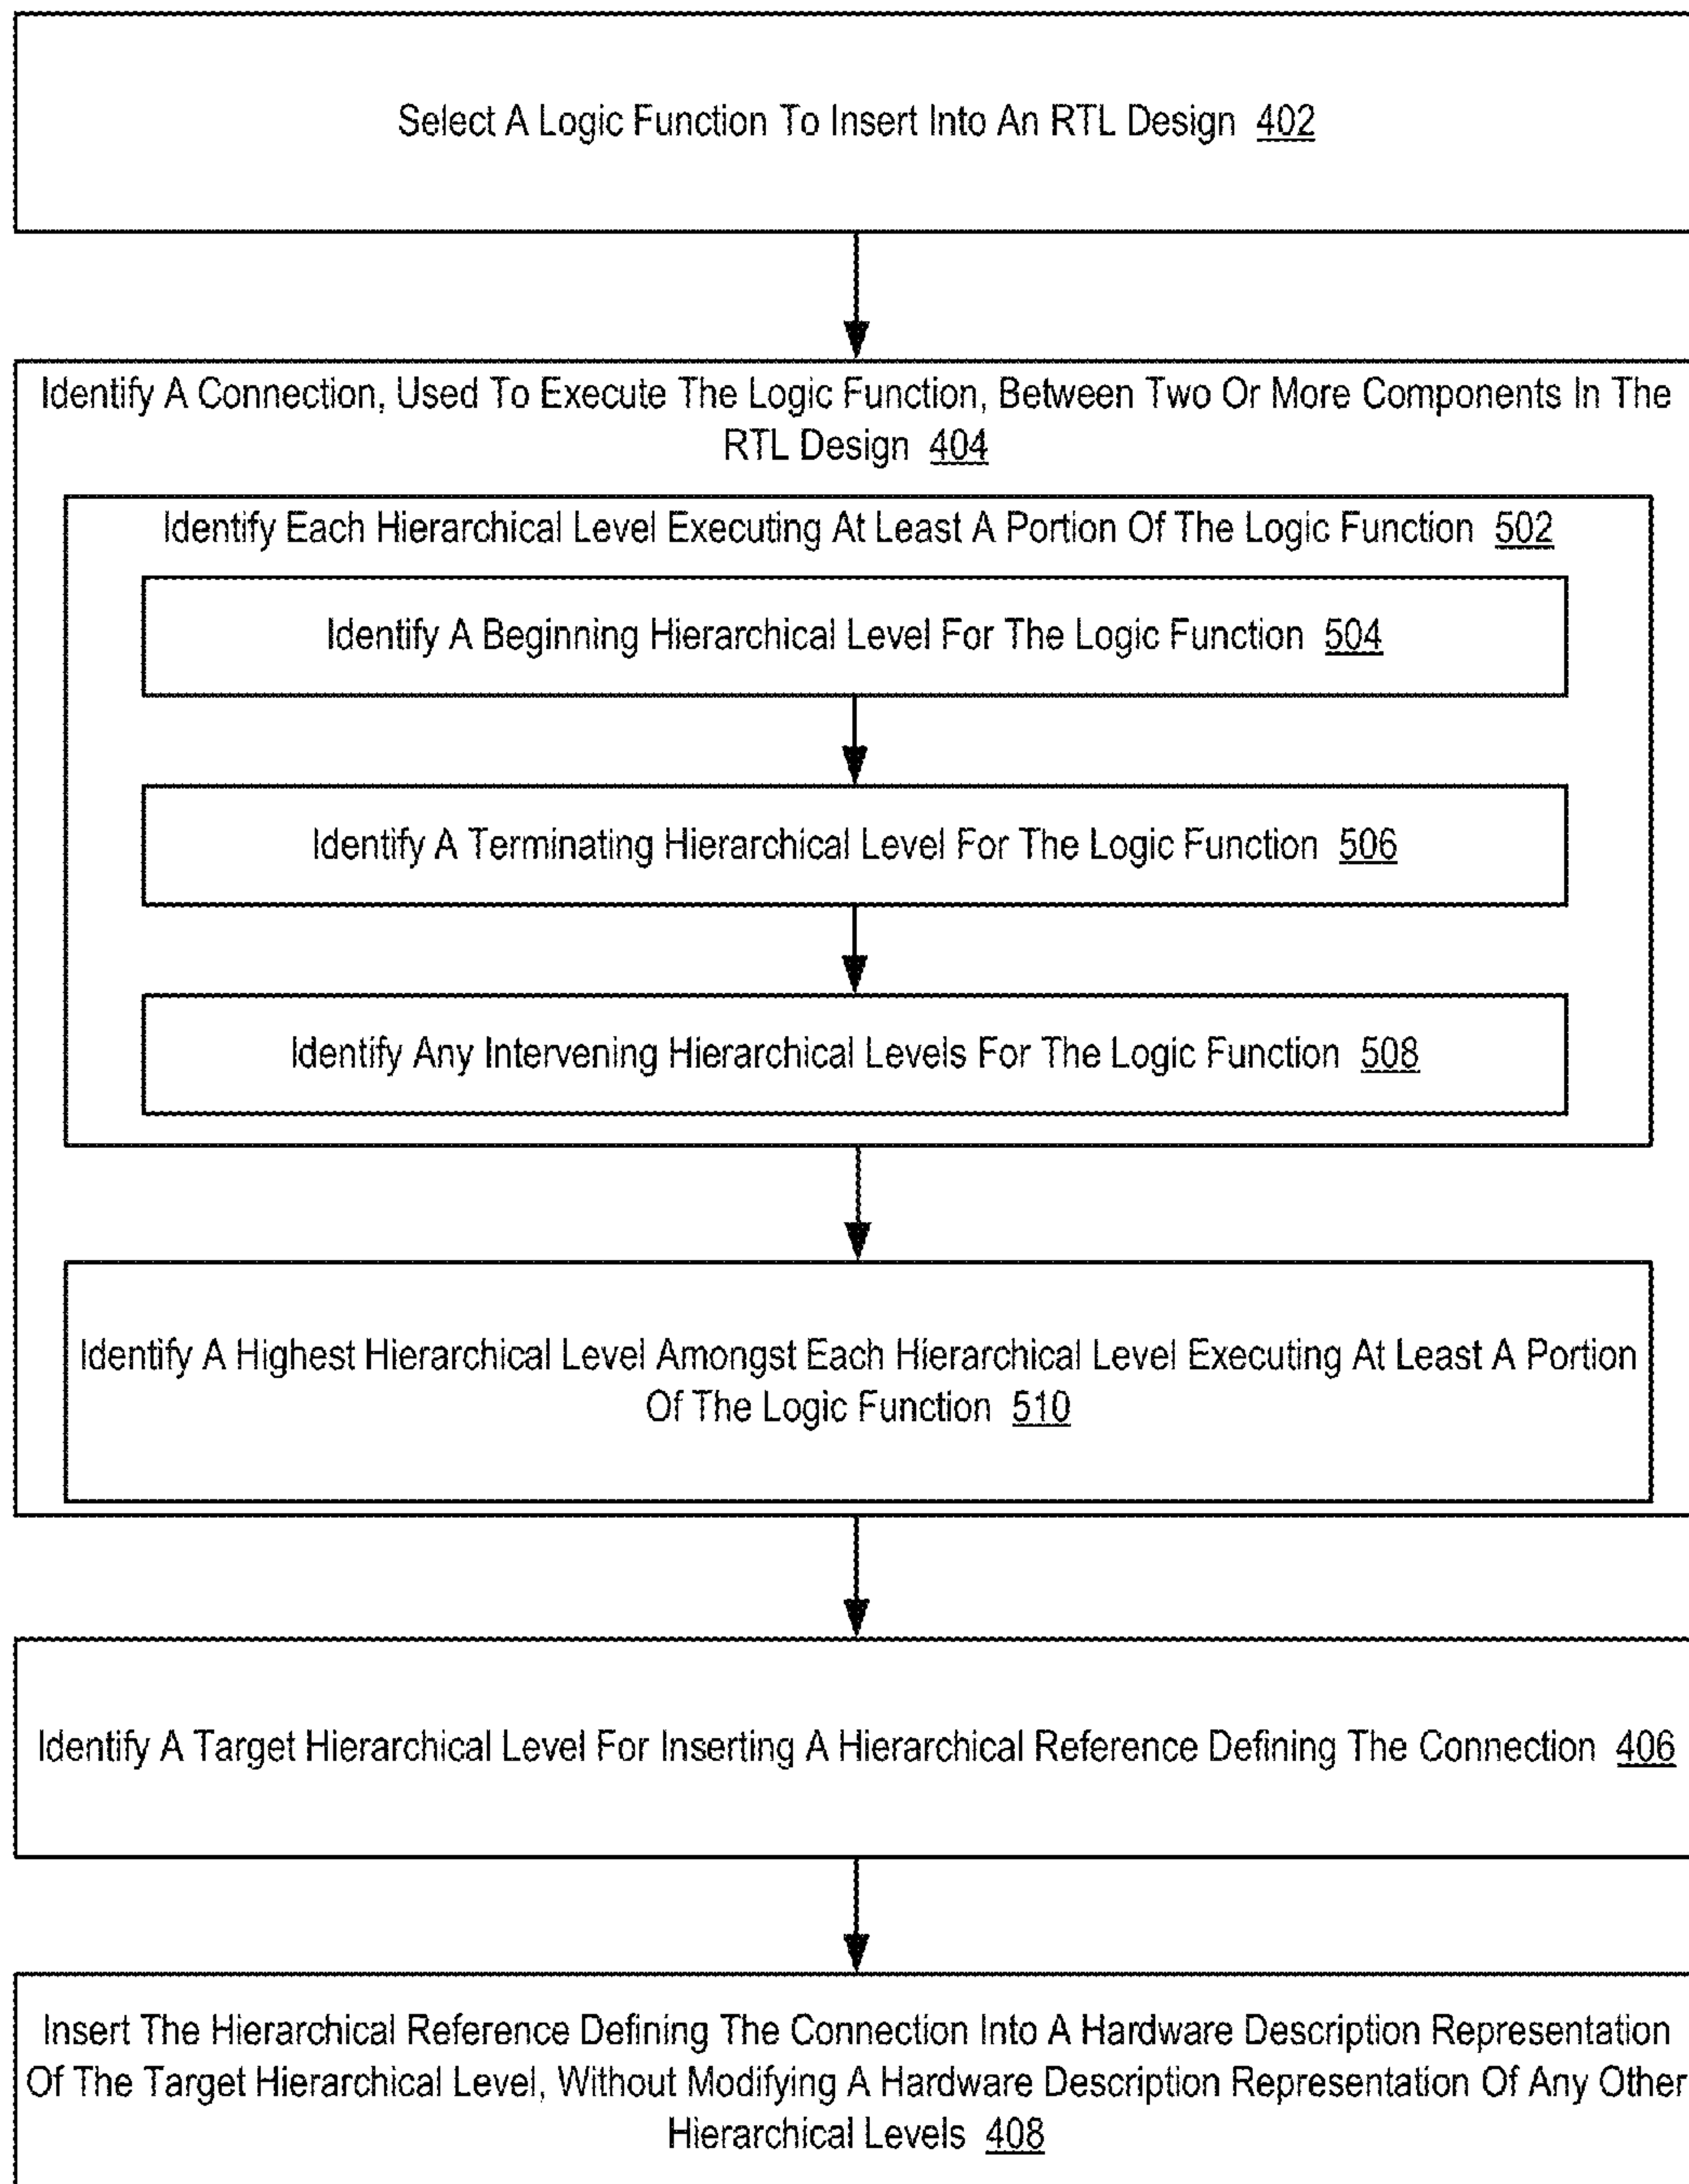 Select A Logic Function To Insert Into An RTL Design 402
Identify A Connection, Used To Execute The Logic Function, Between Two Or More Components In The
RTL Design 404
Identify Each Hierarchical Level Executing At Least A Portion Of The Logic Function 502
Identify A Beginning Hierarchical Level For The Logic Function 504
Identify A Terminating Hierarchical Level For The Logic Function 506
Identify Any Intervening Hierarchical Levels For The Logic Function 508
Identify A Highest Hierarchical Level Amongst Each Hierarchical Level Executing At Least A Portion
Of The Logic Function 510
Identify A Target Hierarchical Level For Inserting A Hierarchical Reference Defining The Connection 406
Insert The Hierarchical Reference Defining The Connection Into A Hardware Description Representation
Of The Target Hierarchical Level, Without Modifying A Hardware Description Representation Of Any Other
Hierarchical Levels 408